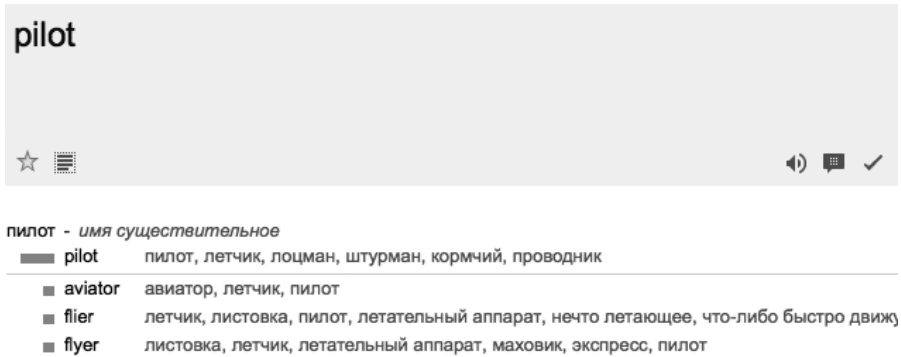 pilot
пилот - имя существительное
pilot пилот, летчик, лоцман, штурман, кормчий, проводник
aviator авиатор, летчик, пилот
flier летчик, листовка, пилот, летательный аппарат, нечто летающее, что-либо быстро движу
flyer листовка, летчик, летательный аппарат, маховик, экспресс, пилот